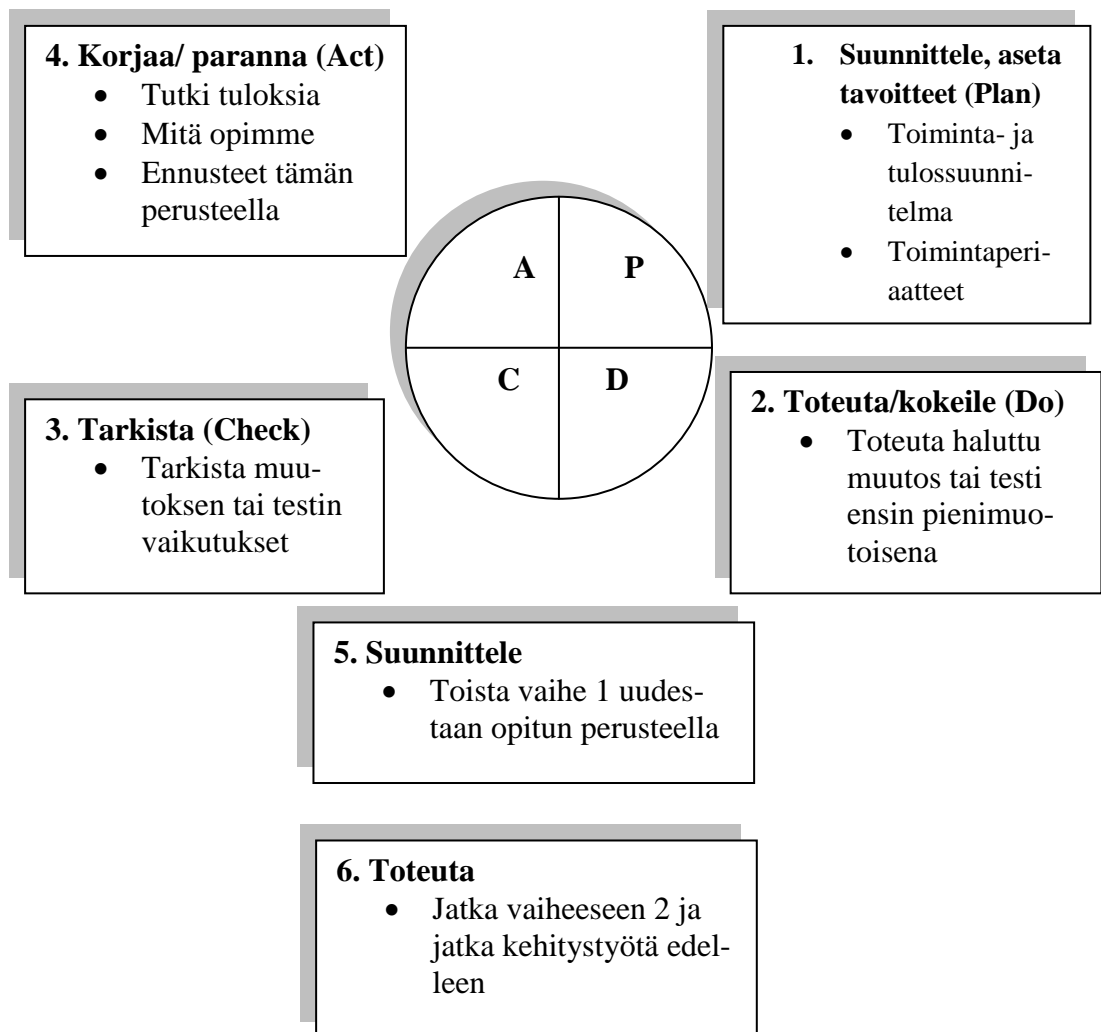 4. Korjaa/ paranna (Act)
• Tutki tuloksia
• Mitä opimme
• Ennusteet tämän
perusteella
1. Suunnittele, aseta
tavoitteet (Plan)
• Toiminta- ja
tulossuunni-
telma
• Toimintaperi-
aatteet
A
P
C
D
3. Tarkista (Check)
• Tarkista muu-
toksen tai testin
vaikutukset
2. Toteuta/kokeile (Do)
• Toteuta haluttu
muutos tai testi
ensin pienimuo-
toisena
5. Suunnittele
• Toista vaihe 1 uudes-
taan opitun perusteella
6. Toteuta
• Jatka vaiheeseen 2 ja
jatka kehitystyötä edel-
leen